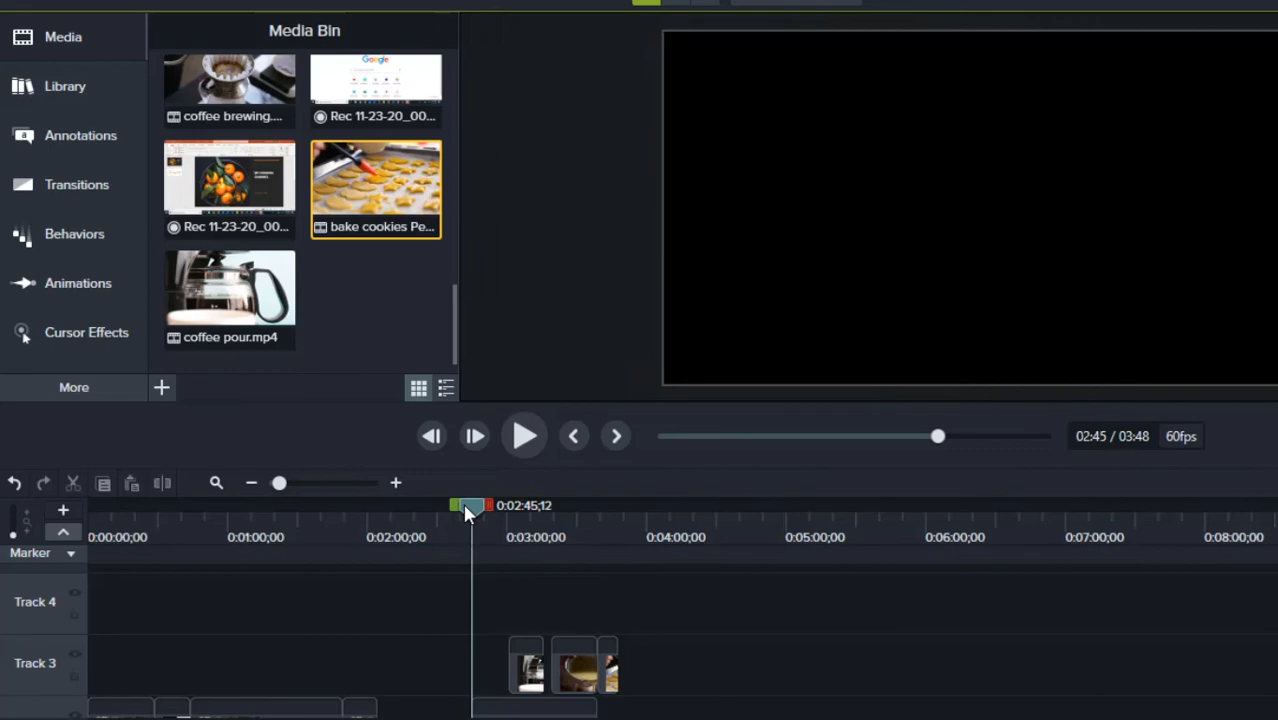 Media Bin
Media
Library
Annotations
Transitions
Behaviors
Animations
Cursor Effects
More
Google
coffee brewing....
Rec 11-23-20_00...
Rec 11-23-20_00...
bake cookies Pe...
coffee pour.mp4
02:45 / 03:48 60fps
0:02:45;12
0:00:00;00 0:01:00;00 0:02:00;00 0:03:00;00 0:04:00;00 0:05:00;00 0:06:00;00 0:07:00;00 0:08:00;00
Marker
Track 4
Track 3